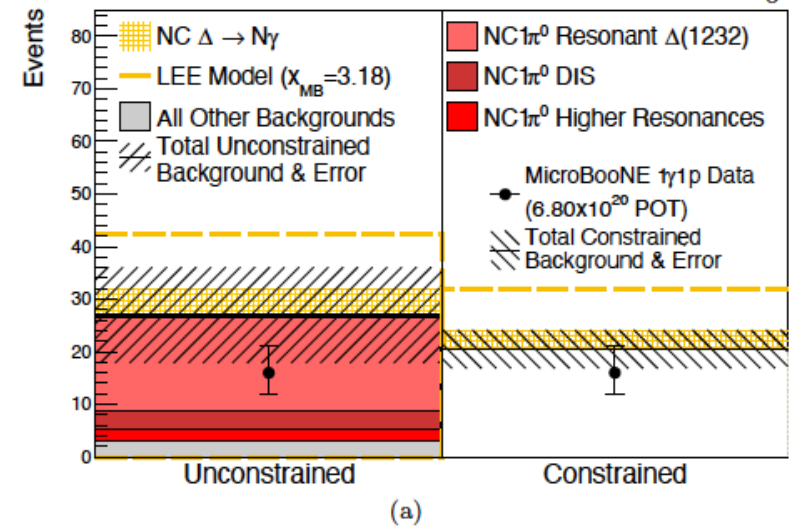 Events
80
70
60
50
40
30
20
10
0
NC Δ → Nγ
LEE Model (x_MB=3.18)
All Other Backgrounds
Total Unconstrained
Background & Error
NC1π⁰ Resonant Δ(1232)
NC1π⁰ DIS
NC1π⁰ Higher Resonances
MicroBooNE 1γ1p Data
(6.80x10²⁰ POT)
Total Constrained
Background & Error
Unconstrained
Constrained
(a)